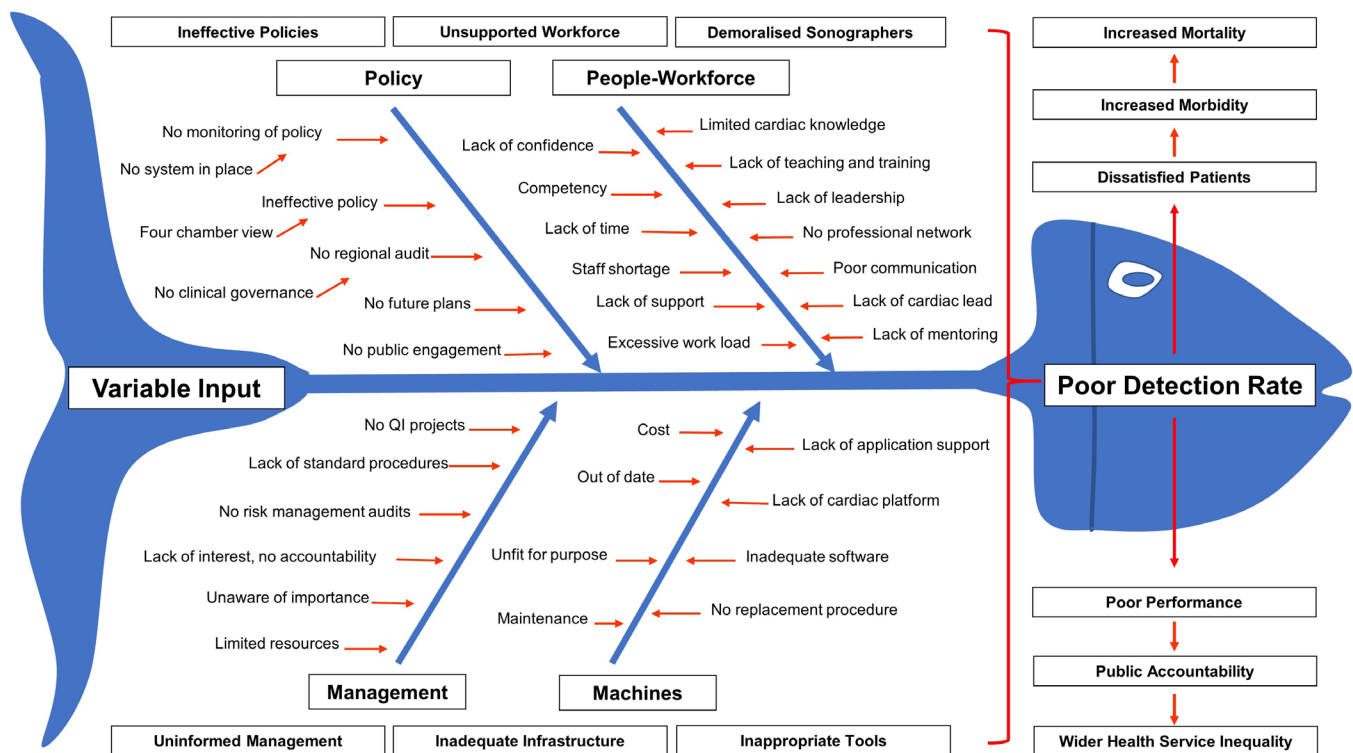 Ineffective Policies
Unsupported Workforce
Demoralised Sonographers
Policy
People-Workforce
No monitoring of policy
No system in place
Ineffective policy
Four chamber view
No regional audit
No clinical governance
No future plans
No public engagement
Lack of confidence
Competency
Lack of time
Staff shortage
Lack of support
Excessive work load
Limited cardiac knowledge
Lack of teaching and training
Lack of leadership
No professional network
Poor communication
Lack of cardiac lead
Lack of mentoring
Variable Input
No QI projects
Lack of standard procedures
No risk management audits
Lack of interest, no accountability
Unaware of importance
Limited resources
Cost
Out of date
Unfit for purpose
Maintenance
Lack of application support
Lack of cardiac platform
Inadequate software
No replacement procedure
Management
Machines
Uninformed Management
Inadequate Infrastructure
Inappropriate Tools
Increased Mortality
Increased Morbidity
Dissatisfied Patients
Poor Detection Rate
Poor Performance
Public Accountability
Wider Health Service Inequality